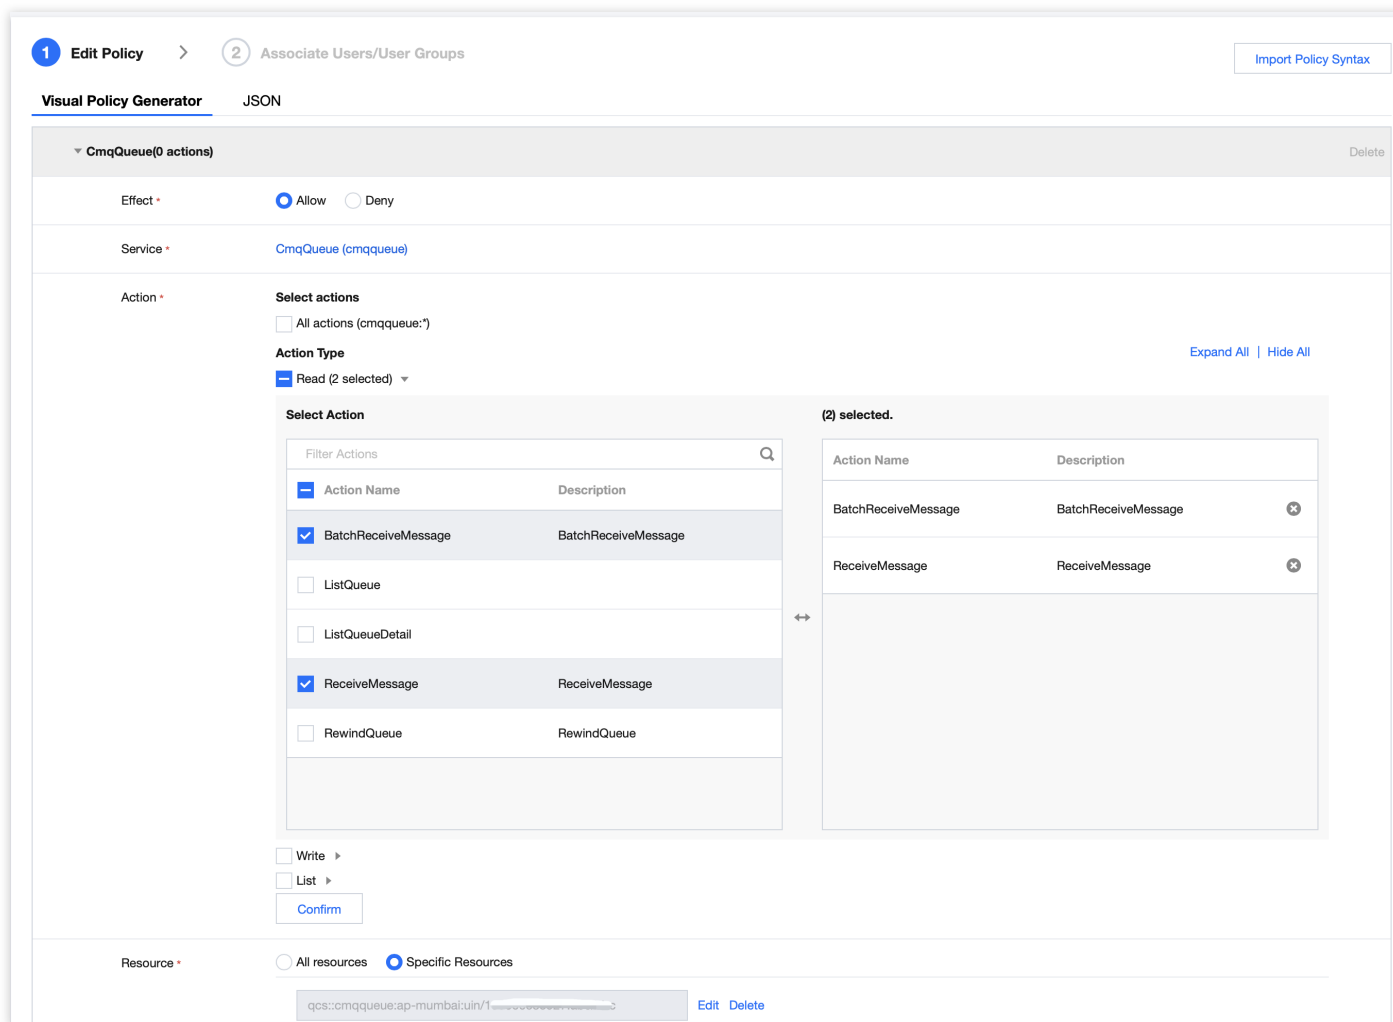 1 Edit Policy 2 Associate Users/User Groups
Import Policy Syntax
Visual Policy Generator JSON
CmqQueue(0 actions) Delete
Effect * Allow Deny
Service * CmqQueue (cmqqueue)
Action * Select actions
All actions (cmqqueue:*)
Action Type Expand All | Hide All
Read (2 selected)
Select Action (2) selected.
Filter Actions
Action Name Description
Action Name Description
BatchReceiveMessage BatchReceiveMessage
BatchReceiveMessage BatchReceiveMessage
ListQueue
ReceiveMessage ReceiveMessage
ListQueueDetail
ReceiveMessage ReceiveMessage
RewindQueue RewindQueue
Write
List
Confirm
Resource * All resources Specific Resources
qcs::cmqqueue:ap-mumbai:uin/1 Edit Delete